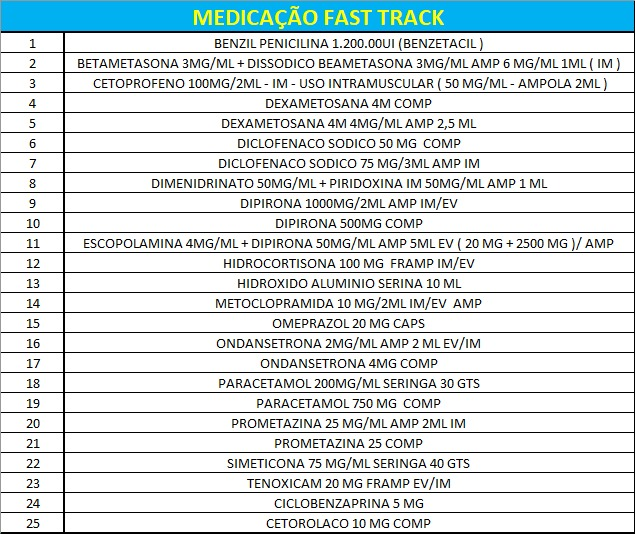 MEDICAÇÃO FAST TRACK
1 BENZIL PENICILINA 1.200.00UI (BENZETACIL )
2 BETAMETASONA 3MG/ML + DISSODICO BEAMETASONA 3MG/ML AMP 6 MG/ML 1ML ( IM )
3 CETOPROFENO 100MG/2ML - IM - USO INTRAMUSCULAR ( 50 MG/ML - AMPOLA 2ML )
4 DEXAMETOSANA 4M COMP
5 DEXAMETOSANA 4M 4MG/ML AMP 2,5 ML
6 DICLOFENACO SODICO 50 MG COMP
7 DICLOFENACO SODICO 75 MG/3ML AMP IM
8 DIMENIDRINATO 50MG/ML + PIRIDOXINA IM 50MG/ML AMP 1 ML
9 DIPIRONA 1000MG/2ML AMP IM/EV
10 DIPIRONA 500MG COMP
11 ESCOPOLAMINA 4MG/ML + DIPIRONA 50MG/ML AMP 5ML EV ( 20 MG + 2500 MG )/ AMP
12 HIDROCORTISONA 100 MG FRAMP IM/EV
13 HIDROXIDO ALUMINIO SERINA 10 ML
14 METOCLOPRAMIDA 10 MG/2ML IM/EV AMP
15 OMEPRAZOL 20 MG CAPS
16 ONDANSETRONA 2MG/ML AMP 2 ML EV/IM
17 ONDANSETRONA 4MG COMP
18 PARACETAMOL 200MG/ML SERINGA 30 GTS
19 PARACETAMOL 750 MG COMP
20 PROMETAZINA 25 MG/ML AMP 2ML IM
21 PROMETAZINA 25 COMP
22 SIMETICONA 75 MG/ML SERINGA 40 GTS
23 TENOXICAM 20 MG FRAMP EV/IM
24 CICLOBENZAPRINA 5 MG
25 CETOROLACO 10 MG COMP